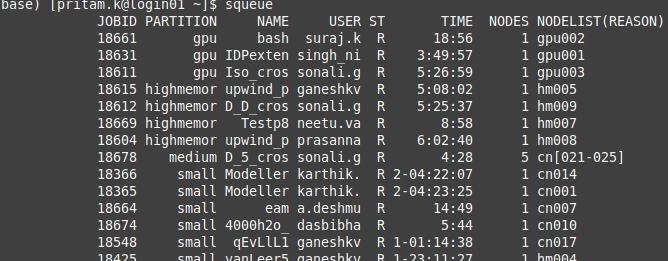 base) [pritam.k@login01 ~]$ squeue
JOBID PARTITION NAME USER ST TIME NODES NODELIST(REASON)
18661 gpu bash suraj.k R 18:56 1 gpu002
18631 gpu IDPexten singh_ni R 3:49:57 1 gpu001
18611 gpu Iso_cros sonali.g R 5:26:59 1 gpu003
18615 highmemor upwind_p ganeshkv R 5:08:02 1 hm005
18612 highmemor D_D_cros sonali.g R 5:25:37 1 hm009
18669 highmemor Testp8 neetu.va R 8:58 1 hm007
18604 highmemor upwind_p prasanna R 6:02:40 1 hm008
18678 medium D_5_cros sonali.g R 4:28 5 cn[021-025]
18366 small Modeller karthik. R 2-04:22:07 1 cn014
18365 small Modeller karthik. R 2-04:23:25 1 cn001
18664 small eam a.deshmu R 14:49 1 cn007
18674 small 4000h2o_ dasbibha R 5:44 1 cn010
18548 small qEvLlL1 ganeshkv R 1-01:14:38 1 cn017
18425 small vanLeer5 ganeshkv R 1-23:11:27 1 hm004